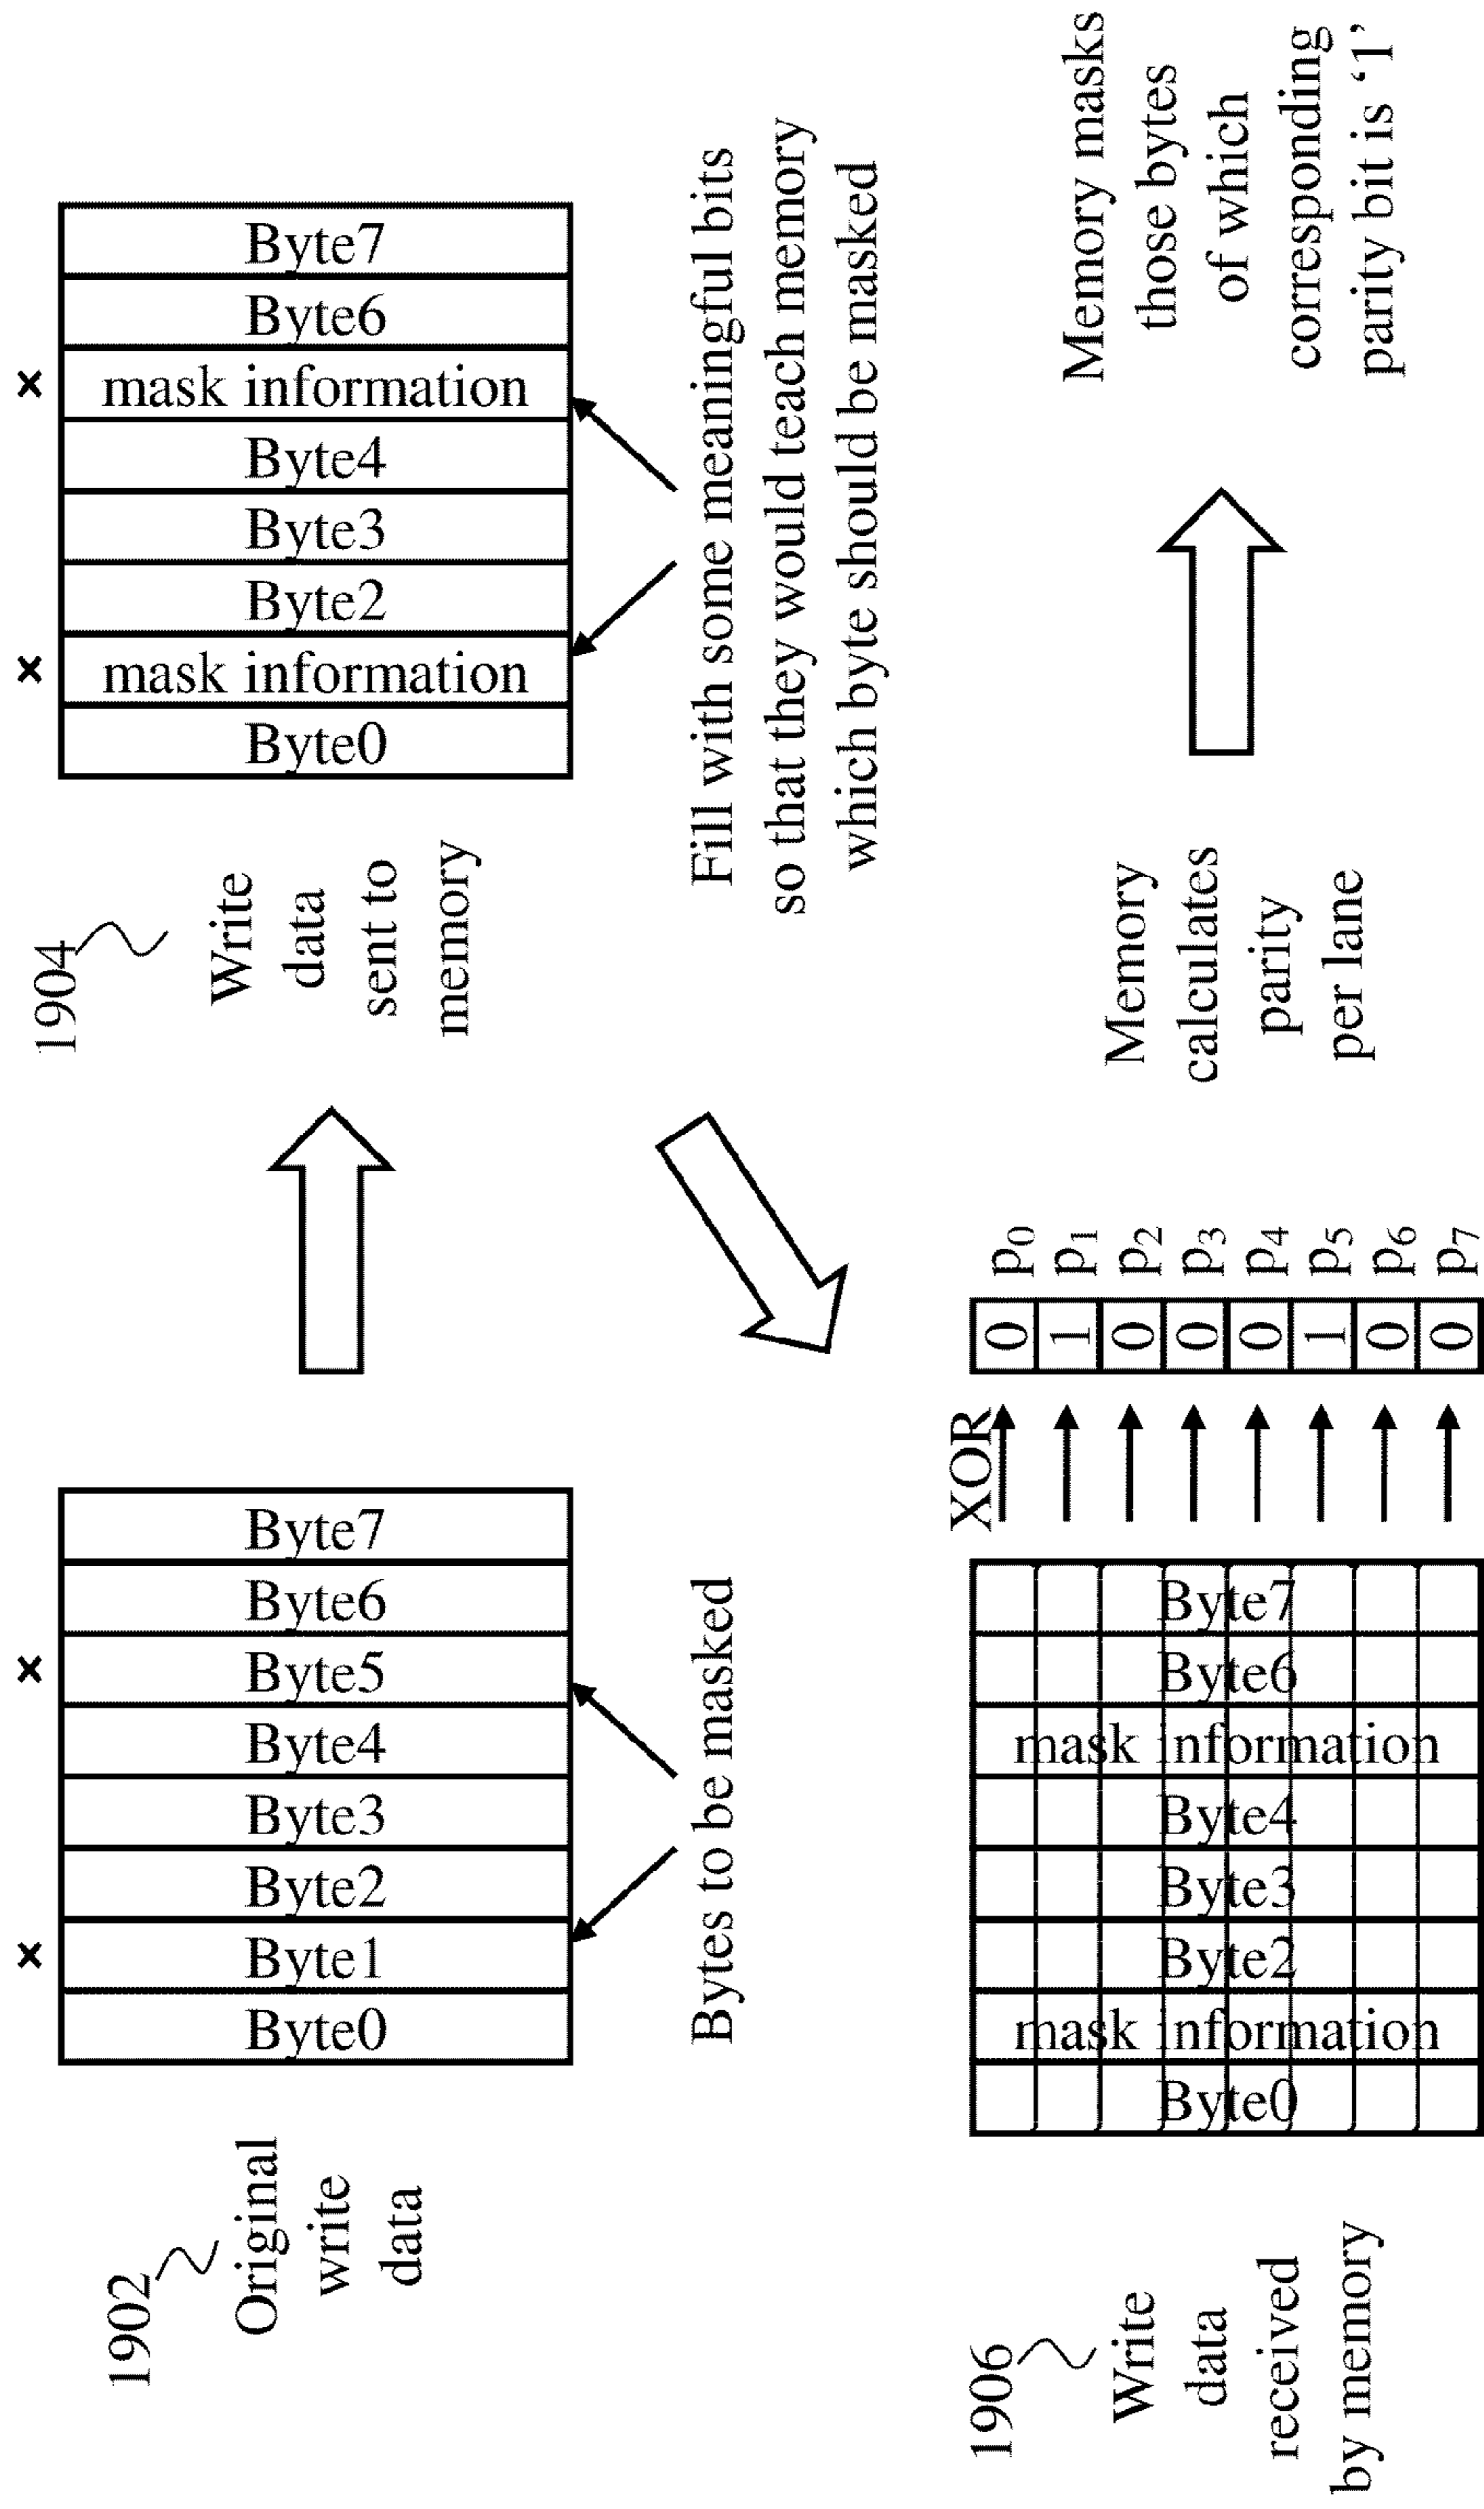 1902
Original
write
data
×
×
Byte0
Byte1
Byte2
Byte3
Byte4
Byte5
Byte6
Byte7
Bytes to be masked
1904
Write
data
sent to
memory
×
×
Byte0
mask information
Byte2
Byte3
Byte4
mask information
Byte6
Byte7
Fill with some meaningful bits
so that they would teach memory
which byte should be masked
1906
Write
data
received
by memory
Byte0
mask information
Byte2
Byte3
Byte4
mask information
Byte6
Byte7
XOR
0 p₀
1 p₁
0 p₂
0 p₃
0 p₄
1 p₅
0 p₆
0 p₇
Memory
calculates
parity
per lane
Memory masks
those bytes
of which
corresponding
parity bit is ‘1’